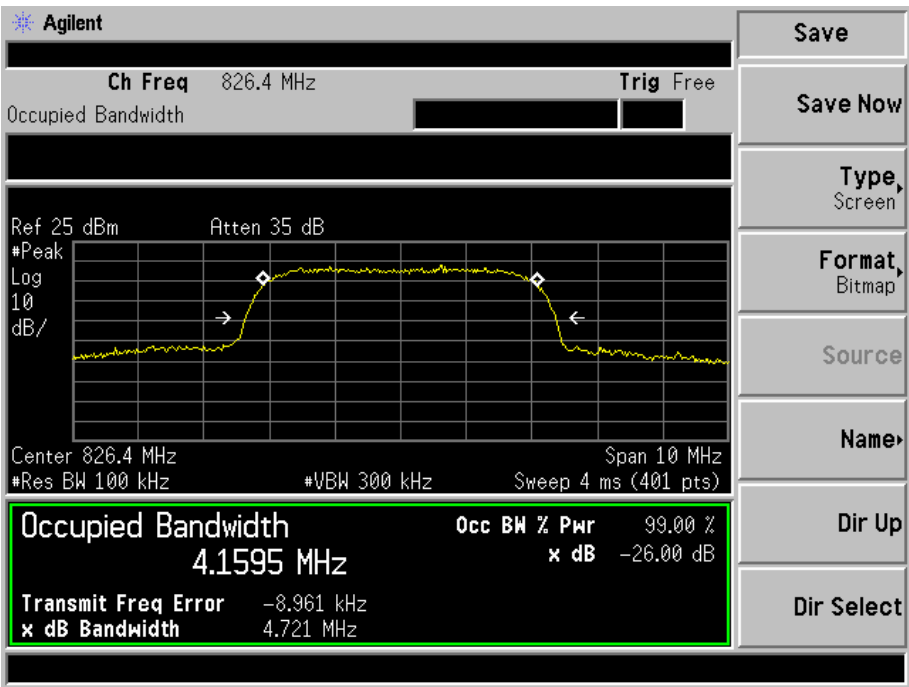 Agilent
Ch Freq 826.4 MHz Trig Free
Occupied Bandwidth
Ref 25 dBm Atten 35 dB
#Peak
Log
10
dB/
Center 826.4 MHz Span 10 MHz
#Res BW 100 kHz #VBW 300 kHz Sweep 4 ms (401 pts)
Occupied Bandwidth Occ BW % Pwr 99.00 %
4.1595 MHz x dB -26.00 dB
Transmit Freq Error -8.961 kHz
x dB Bandwidth 4.721 MHz
Save
Save Now
Type
Screen
Format
Bitmap
Source
Name
Dir Up
Dir Select